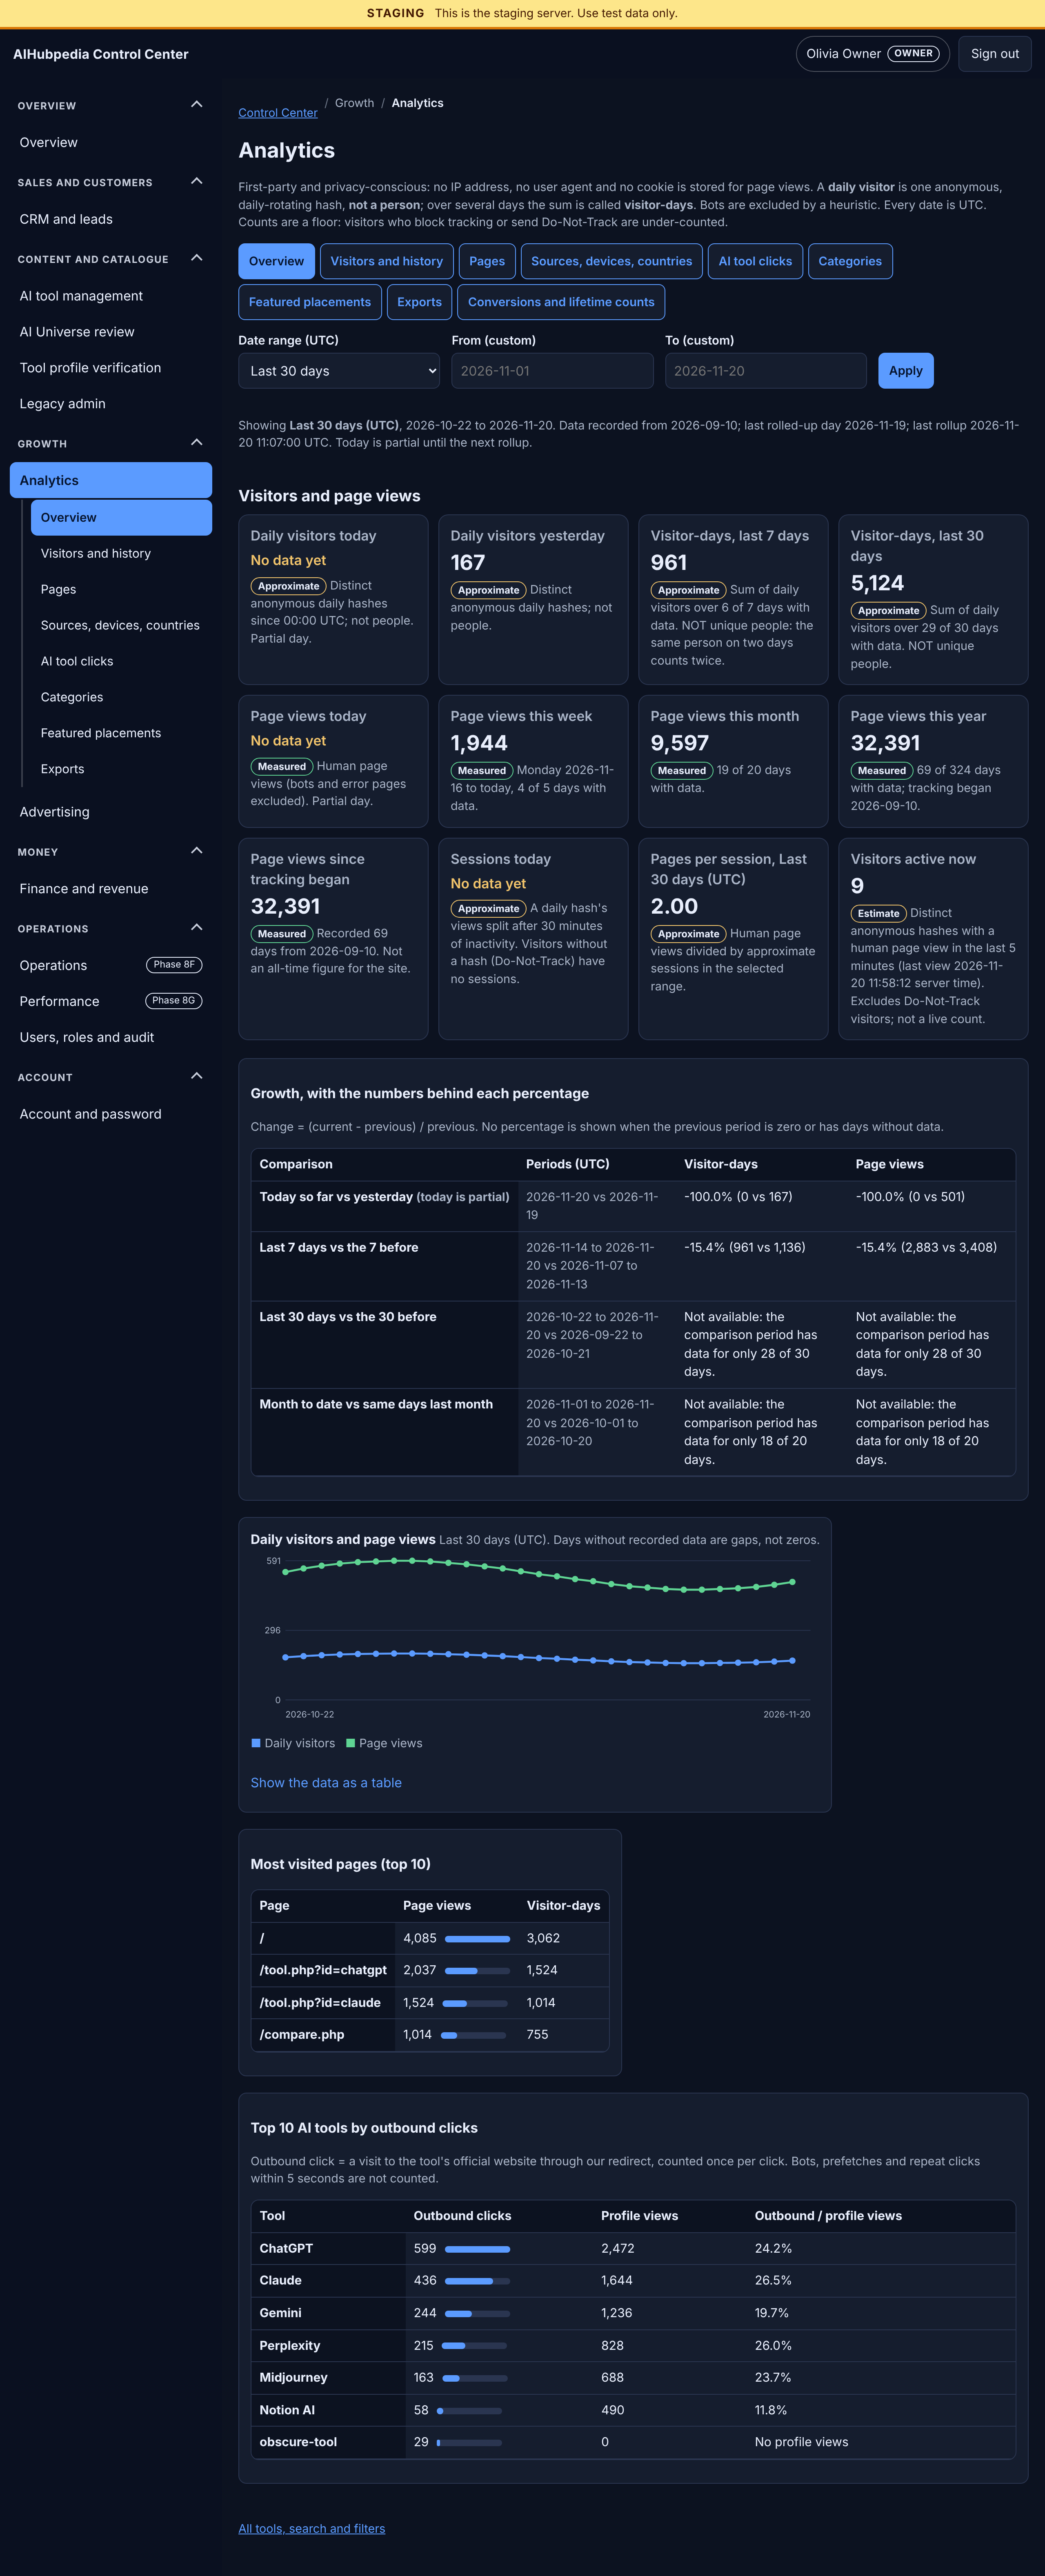 STAGING This is the staging server. Use test data only.
AIHubpedia Control Center
Olivia Owner OWNER
Sign out
OVERVIEW
Overview
SALES AND CUSTOMERS
CRM and leads
CONTENT AND CATALOGUE
AI tool management
AI Universe review
Tool profile verification
Legacy admin
GROWTH
Analytics
Overview
Visitors and history
Pages
Sources, devices, countries
AI tool clicks
Categories
Featured placements
Exports
Advertising
MONEY
Finance and revenue
OPERATIONS
Operations Phase 8F
Performance Phase 8G
Users, roles and audit
ACCOUNT
Account and password
Control Center / Growth / Analytics
Analytics
First-party and privacy-conscious: no IP address, no user agent and no cookie is stored for page views. A daily visitor is one anonymous,
daily-rotating hash, not a person; over several days the sum is called visitor-days. Bots are excluded by a heuristic. Every date is UTC.
Counts are a floor: visitors who block tracking or send Do-Not-Track are under-counted.
Overview Visitors and history Pages Sources, devices, countries AI tool clicks Categories
Featured placements Exports Conversions and lifetime counts
Date range (UTC) From (custom) To (custom)
Last 30 days 2026-11-01 2026-11-20 Apply
Showing Last 30 days (UTC), 2026-10-22 to 2026-11-20. Data recorded from 2026-09-10; last rolled-up day 2026-11-19; last rollup 2026-11-
20 11:07:00 UTC. Today is partial until the next rollup.
Visitors and page views
Daily visitors today
No data yet
Approximate Distinct
anonymous daily hashes
since 00:00 UTC; not people.
Partial day.
Daily visitors yesterday
167
Approximate Distinct
anonymous daily hashes; not
people.
Visitor-days, last 7 days
961
Approximate Sum of daily
visitors over 6 of 7 days with
data. NOT unique people: the
same person on two days
counts twice.
Visitor-days, last 30
days
5,124
Approximate Sum of daily
visitors over 29 of 30 days
with data. NOT unique
people.
Page views today
No data yet
Measured Human page
views (bots and error pages
excluded). Partial day.
Page views this week
1,944
Measured Monday 2026-11-
16 to today, 4 of 5 days with
data.
Page views this month
9,597
Measured 19 of 20 days
with data.
Page views this year
32,391
Measured 69 of 324 days
with data; tracking began
2026-09-10.
Page views since
tracking began
32,391
Measured Recorded 69
days from 2026-09-10. Not
an all-time figure for the site.
Sessions today
No data yet
Approximate A daily hash's
views split after 30 minutes
of inactivity. Visitors without
a hash (Do-Not-Track) have
no sessions.
Pages per session, Last
30 days (UTC)
2.00
Approximate Human page
views divided by approximate
sessions in the selected
range.
Visitors active now
9
Estimate Distinct
anonymous hashes with a
human page view in the last 5
minutes (last view 2026-11-
20 11:58:12 server time).
Excludes Do-Not-Track
visitors; not a live count.
Growth, with the numbers behind each percentage
Change = (current - previous) / previous. No percentage is shown when the previous period is zero or has days without data.
Comparison Periods (UTC) Visitor-days Page views
Today so far vs yesterday (today is partial) 2026-11-20 vs 2026-11- -100.0% (0 vs 167) -100.0% (0 vs 501)
19
Last 7 days vs the 7 before 2026-11-14 to 2026-11- -15.4% (961 vs 1,136) -15.4% (2,883 vs 3,408)
20 vs 2026-11-07 to
2026-11-13
Last 30 days vs the 30 before 2026-10-22 to 2026-11- Not available: the Not available: the
20 vs 2026-09-22 to comparison period has comparison period has
2026-10-21 data for only 28 of 30 data for only 28 of 30
days. days.
Month to date vs same days last month 2026-11-01 to 2026-11- Not available: the Not available: the
20 vs 2026-10-01 to comparison period has comparison period has
2026-10-20 data for only 18 of 20 data for only 18 of 20
days. days.
Daily visitors and page views Last 30 days (UTC). Days without recorded data are gaps, not zeros.
591
296
0
2026-10-22 2026-11-20
Daily visitors Page views
Show the data as a table
Most visited pages (top 10)
Page Page views Visitor-days
/ 4,085 3,062
/tool.php?id=chatgpt 2,037 1,524
/tool.php?id=claude 1,524 1,014
/compare.php 1,014 755
Top 10 AI tools by outbound clicks
Outbound click = a visit to the tool's official website through our redirect, counted once per click. Bots, prefetches and repeat clicks
within 5 seconds are not counted.
Tool Outbound clicks Profile views Outbound / profile views
ChatGPT 599 2,472 24.2%
Claude 436 1,644 26.5%
Gemini 244 1,236 19.7%
Perplexity 215 828 26.0%
Midjourney 163 688 23.7%
Notion AI 58 490 11.8%
obscure-tool 29 0 No profile views
All tools, search and filters